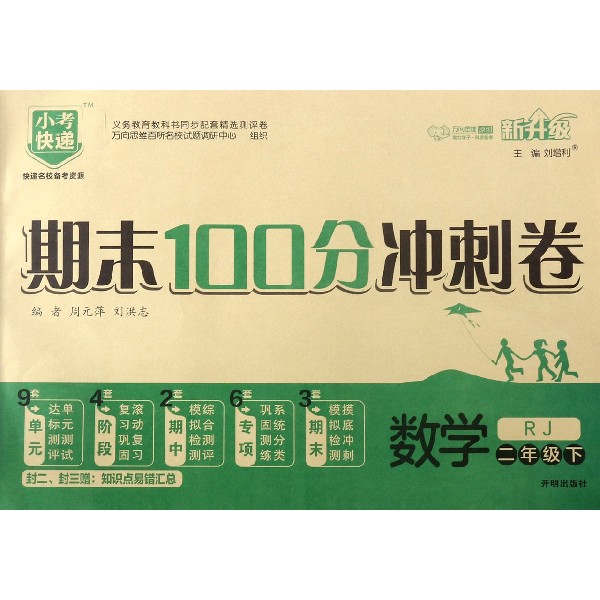 小考
快递
TM
快递名校备考资源
义务教育教科书同步配套精选测评卷
万向思维百所名校试题调研中心 组织
新升级
主 编 刘增利®
期末100分冲刺卷
编 者 周元萍 刘洪志
9套 单元 达标测评 单元测试
4套 阶段 复习巩固 滚动复习
2套 期中 模拟检测 综合测评
6套 专项 巩固练 系统分类
3套 期末 模拟检测 摸底冲刺
封二、封三赠:知识点易错汇总
数学
RJ
二年级下
开明出版社